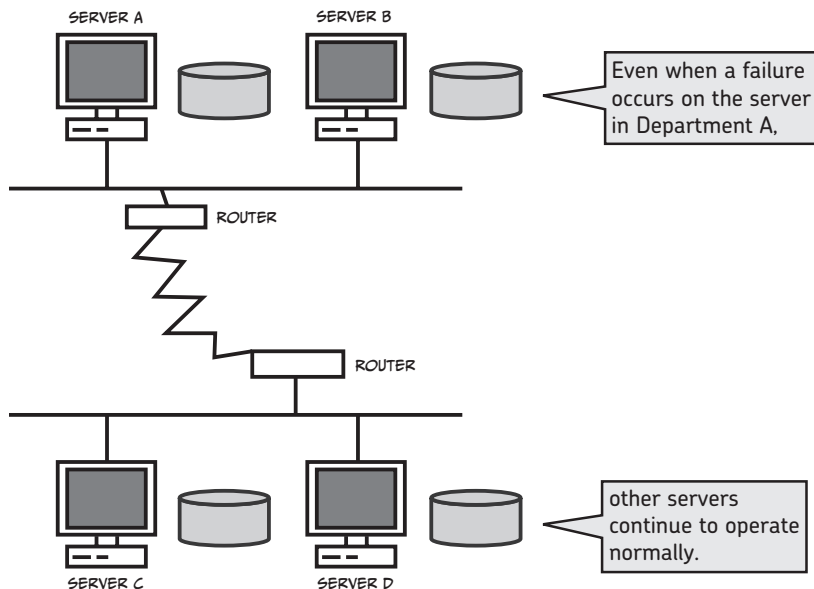 SERVER A
SERVER B
Even when a failure
occurs on the server
in Department A,
ROUTER
ROUTER
other servers
continue to operate
normally.
SERVER C
SERVER D